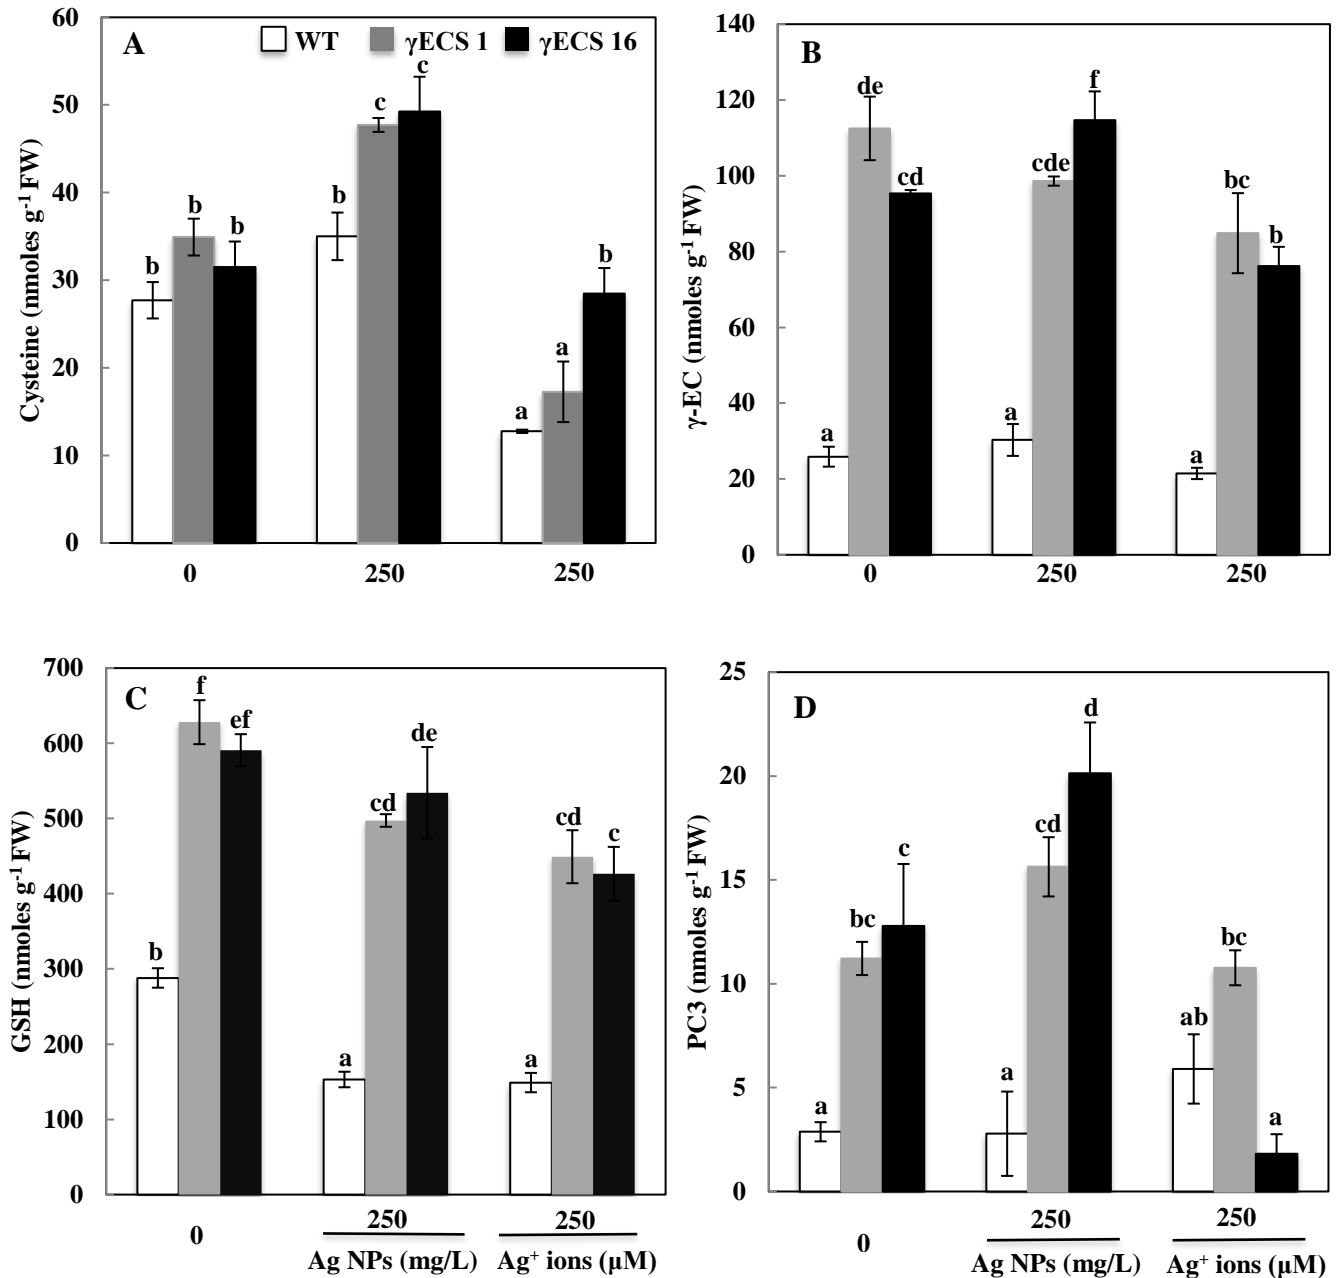 A
WT γECS 1 γECS 16
Cysteine (nmoles g-1 FW)
60
50
40
30
20
10
0
b b b
b c c
a a b
0 250 250
B
γ-EC (nmoles g-1 FW)
140
120
100
80
60
40
20
0
a de cd
a cde f
a bc b
0 250 250
C
GSH (nmoles g-1 FW)
700
600
500
400
300
200
100
0
b f ef
a cd de
a cd c
0 250 250
Ag NPs (mg/L) Ag+ ions (µM)
D
PC3 (nmoles g-1 FW)
25
20
15
10
5
0
a bc c
a cd d
ab bc a
0 250 250
Ag NPs (mg/L) Ag+ ions (µM)